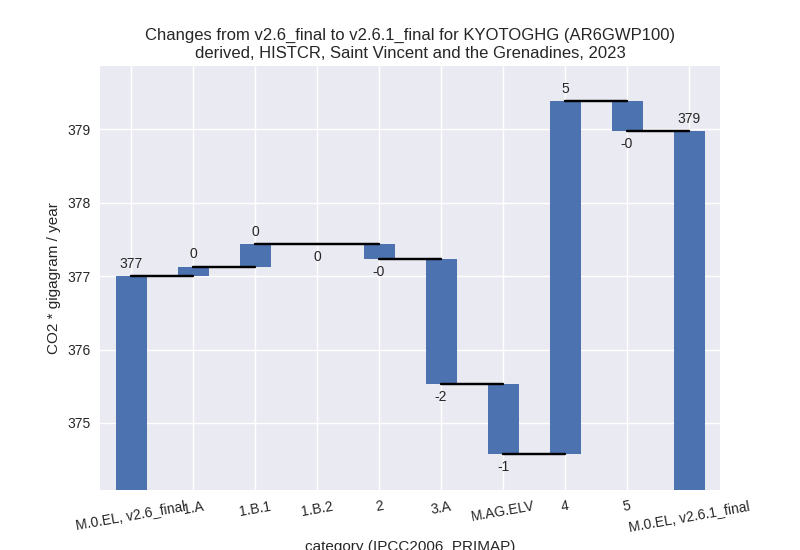 Changes from v2.6_final to v2.6.1_final for KYOTOGHG (AR6GWP100)
derived, HISTCR, Saint Vincent and the Grenadines, 2023
CO2 * gigagram / year
379
378
377
376
375
377
0
0
0
-0
-2
-1
5
-0
379
M.0.EL, v2.6_final
1.A
1.B.1
1.B.2
2
3.A
M.AG.ELV
4
5
M.0.EL, v2.6.1_final
category (IPCC2006_PRIMAP)